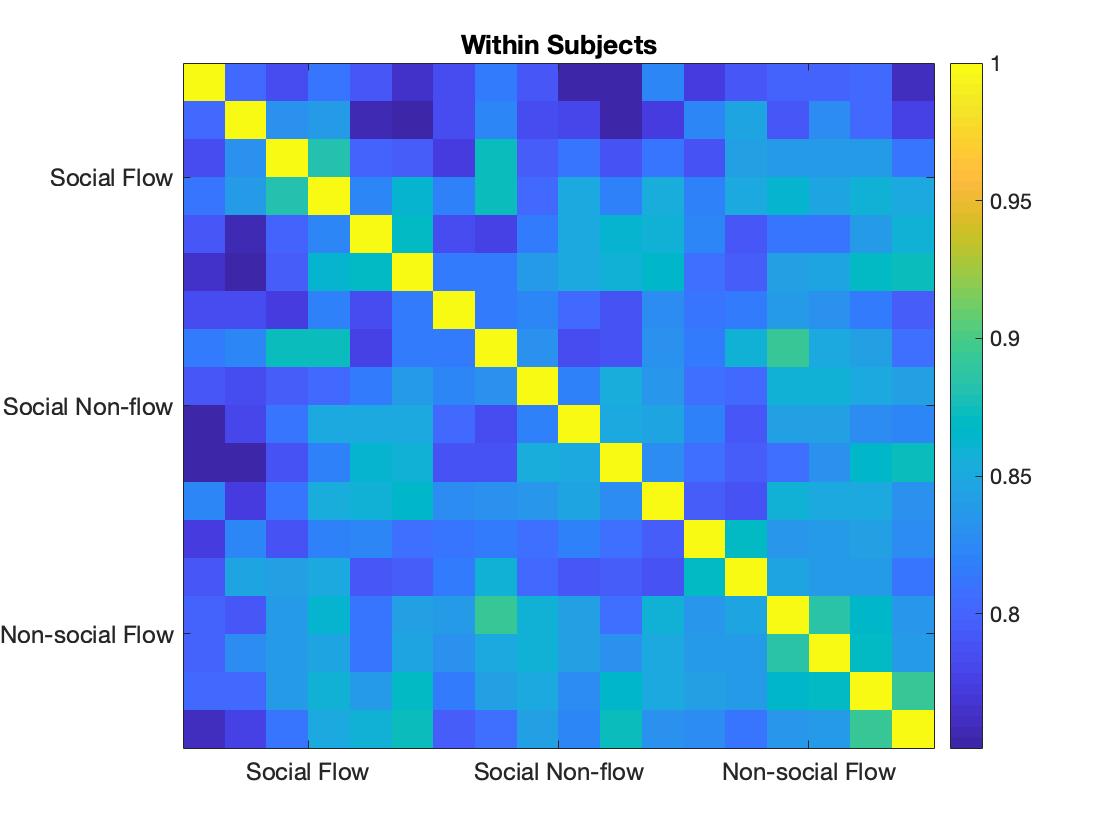 Within Subjects
1
0.95
0.9
0.85
0.8
Social Flow
Social Non-flow
Non-social Flow
Social Flow
Social Non-flow
Non-social Flow